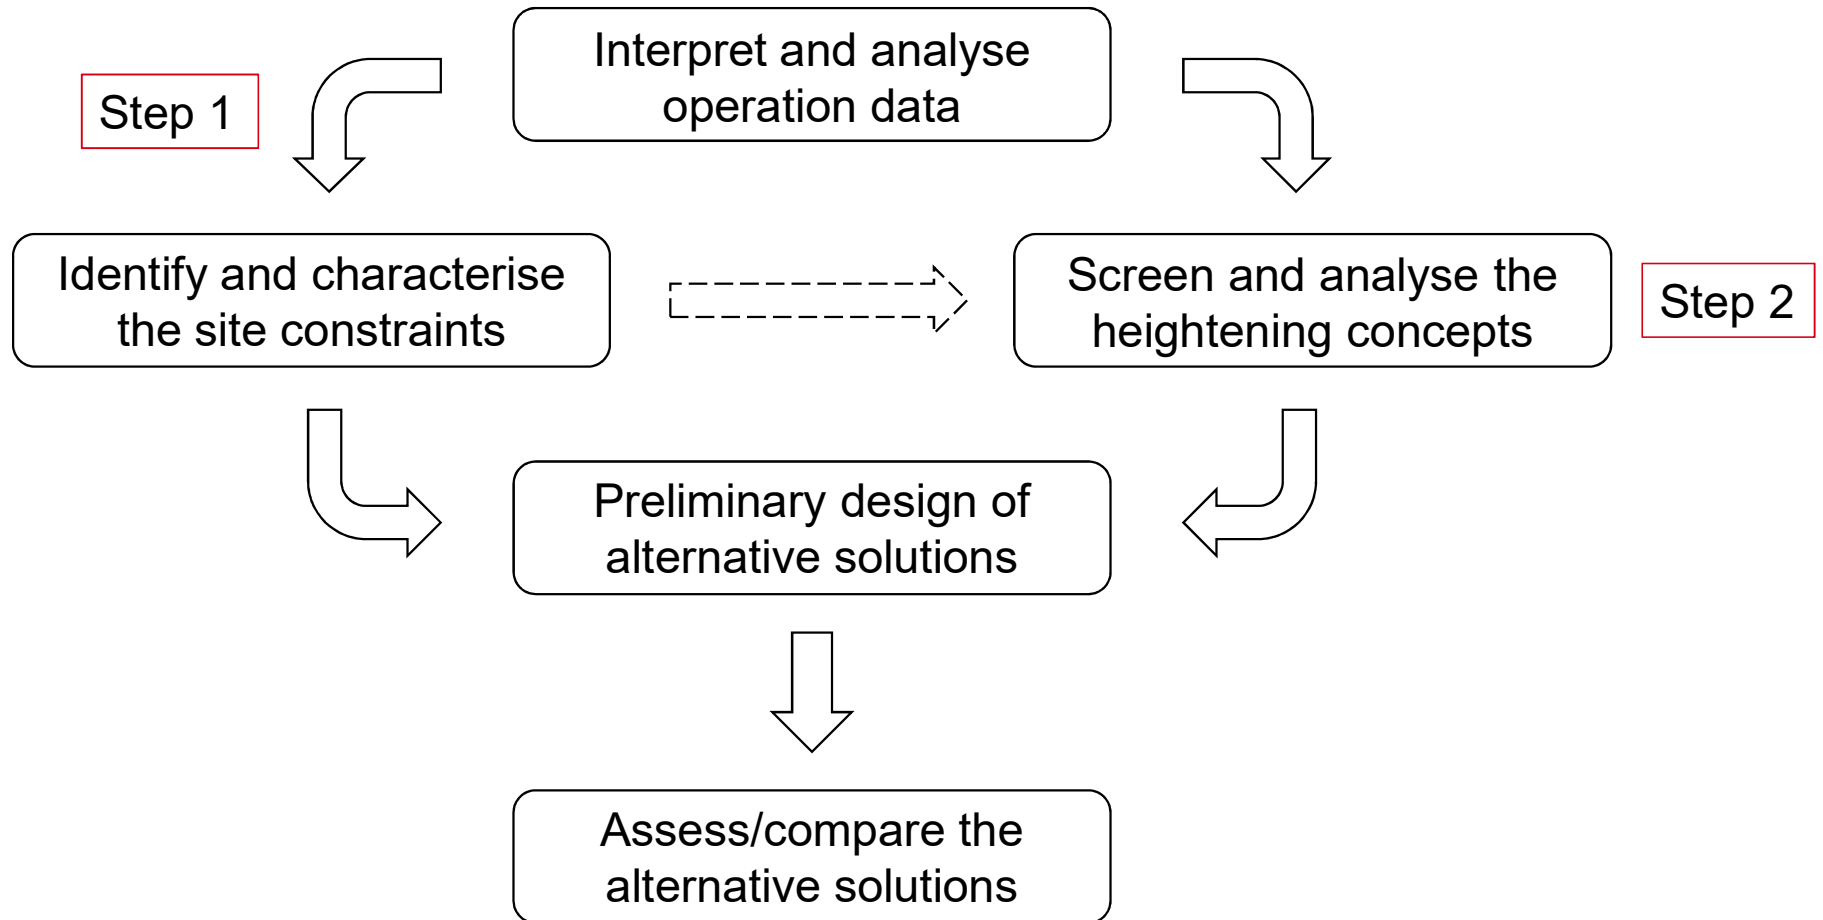 Interpret and analyse
operation data
Step 1
Identify and characterise
the site constraints
Screen and analyse the
heightening concepts
Step 2
Preliminary design of
alternative solutions
Assess/compare the
alternative solutions